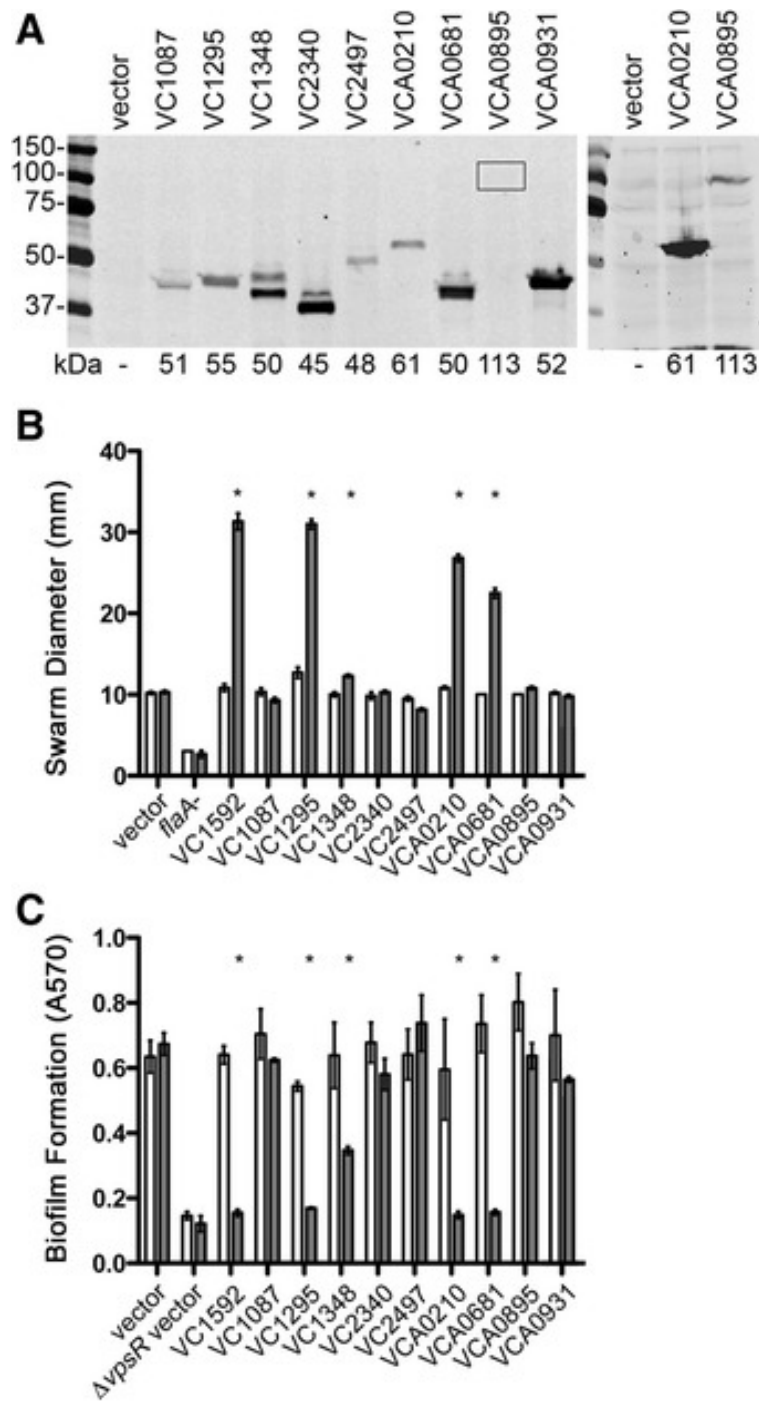 A
vector
VC1087
VC1295
VC1348
VC2340
VC2497
VCA0210
VCA0681
VCA0895
VCA0931
vector
VCA0210
VCA0895
150-
100-
75-
50-
37-
kDa - 51 55 50 45 48 61 50 113 52 - 61 113
B
Swarm Diameter (mm)
40
30
20
10
0
* * * * *
vector
flaA-
VC1592
VC1087
VC1295
VC1348
VC2340
VC2497
VCA0210
VCA0681
VCA0895
VCA0931
C
Biofilm Formation (A570)
1.0
0.8
0.6
0.4
0.2
0.0
* * * * *
vector
ΔvpsR vector
VC1592
VC1087
VC1295
VC1348
VC2340
VC2497
VCA0210
VCA0681
VCA0895
VCA0931